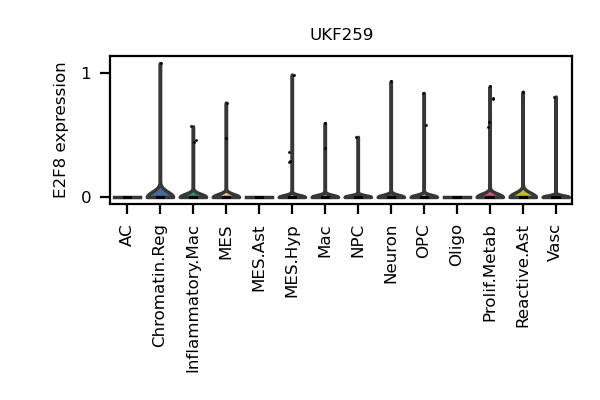 UKF259
E2F8 expression
1
0
AC
Chromatin.Reg
Inflammatory.Mac
MES
MES.Ast
MES.Hyp
Mac
NPC
Neuron
OPC
Oligo
Prolif.Metab
Reactive.Ast
Vasc